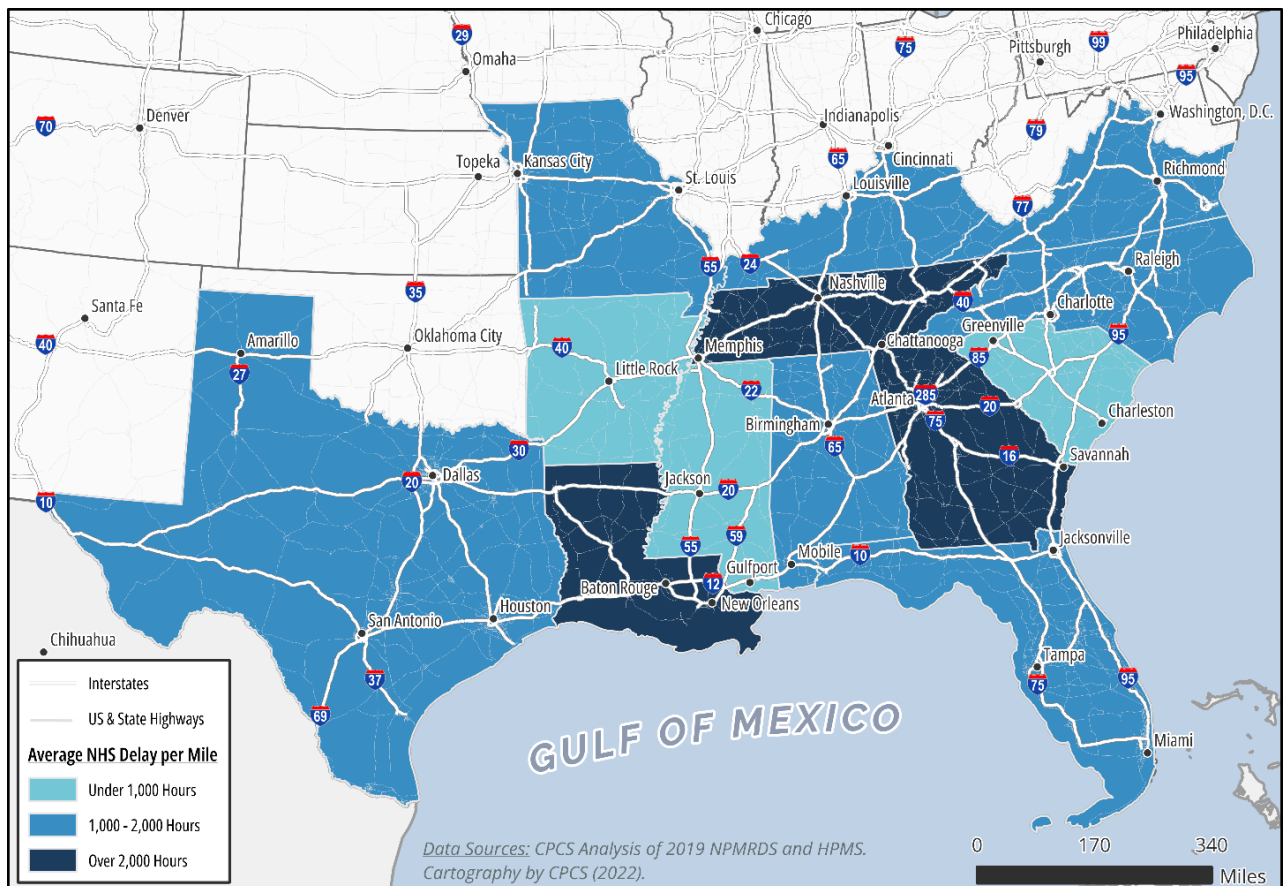 Chicago
29
75
Pittsburgh
99
Philadelphia
Omaha
95
70
Denver
Indianapolis
79
Washington, D.C.
Topeka
Kansas City
65
Cincinnati
St. Louis
Louisville
Richmond
77
55
24
Raleigh
35
Nashville
40
Santa Fe
Charlotte
Oklahoma City
Greenville
95
40
Amarillo
40
Memphis
Chattanooga
85
27
Little Rock
22
Atlanta
285
20
Charleston
Birmingham
75
30
65
16
Savannah
20
Dallas
Jackson
20
10
59
55
Jacksonville
Mobile
10
Gulfport
12
Baton Rouge
New Orleans
Houston
San Antonio
Chihuahua
Tampa
37
75
95
69
Miami
GULF OF MEXICO
Interstates
US & State Highways
Average NHS Delay per Mile
Under 1,000 Hours
1,000 - 2,000 Hours
Over 2,000 Hours
Data Sources: CPCS Analysis of 2019 NPMRDS and HPMS.
Cartography by CPCS (2022).
0 170 340
Miles